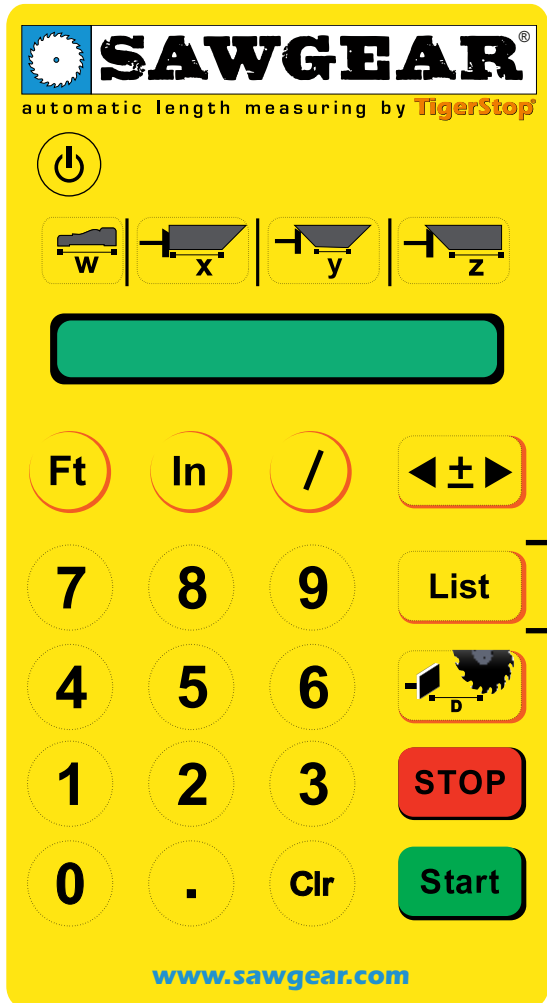 SAWGEAR®
automatic length measuring by TigerStop®
W X y z
Ft In / ±
7 8 9 List
4 5 6 D
1 2 3 STOP
0 . Clr Start
www.sawgear.com